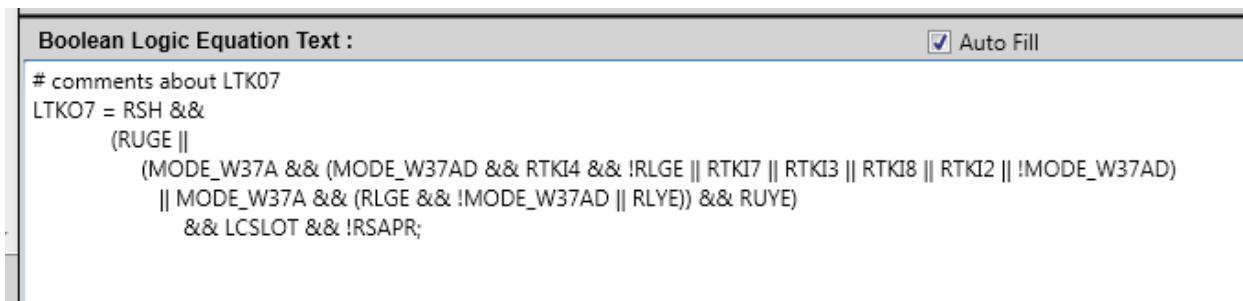 Boolean Logic Equation Text :
Auto Fill
# comments about LTK07
LTKO7 = RSH &&
(RUGE ||
(MODE_W37A && (MODE_W37AD && RTKI4 && !RLGE || RTKI7 || RTKI3 || RTKI8 || RTKI2 || !MODE_W37AD)
|| MODE_W37A && (RLGE && !MODE_W37AD || RLYE)) && RUYE)
&& LCSLOT && !RSAPR;